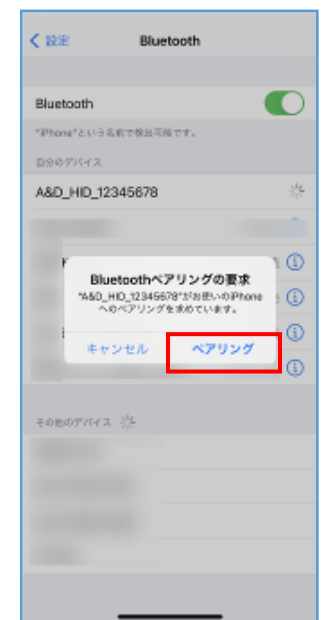 設定
Bluetooth
Bluetooth
"iPhone"という名前で検出可能です。
自分のデバイス
A&D_HID_12345678
Bluetoothペアリングの要求
"A&D_HID_12345678"がお使いのiPhone
へのペアリングを求めています。
キャンセル
ペアリング
その他のデバイス